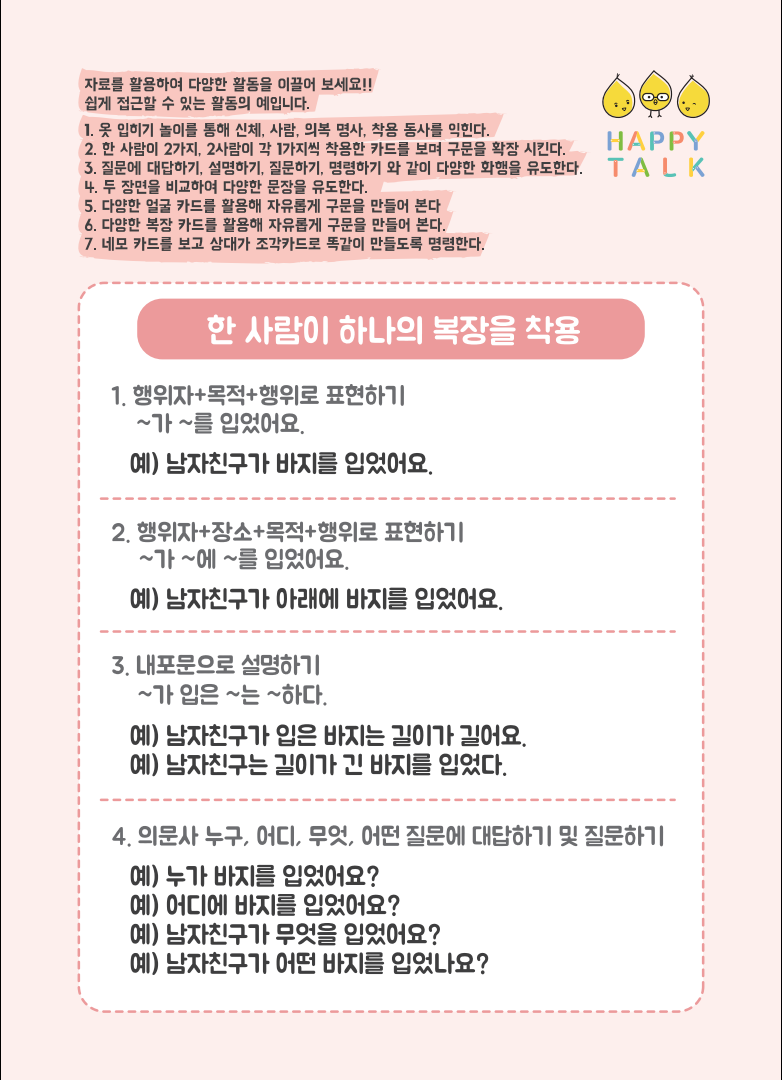 자료를 활용하여 다양한 활동을 이끌어 보세요!!
쉽게 접근할 수 있는 활동의 예입니다.
1. 옷 입히기 놀이를 통해 신체, 사람, 의복 명사, 착용 동사를 익힌다.
2. 한 사람이 2가지, 2사람이 각 1가지씩 착용한 카드를 보며 구문을 확장 시킨다.
3. 질문에 대답하기, 설명하기, 질문하기, 명령하기 와 같이 다양한 화행을 유도한다.
4. 두 장면을 비교하여 다양한 문장을 유도한다.
5. 다양한 얼굴 카드를 활용해 자유롭게 구문을 만들어 본다
6. 다양한 복장 카드를 활용해 자유롭게 구문을 만들어 본다.
7. 네모 카드를 보고 상대가 조각카드로 똑같이 만들도록 명령한다.
HAPPY
TALK
한 사람이 하나의 복장을 착용
1. 행위자+목적+행위로 표현하기
~가 ~를 입었어요.
예) 남자친구가 바지를 입었어요.
2. 행위자+장소+목적+행위로 표현하기
~가 ~에 ~를 입었어요.
예) 남자친구가 아래에 바지를 입었어요.
3. 내포문으로 설명하기
~가 입은 ~는 ~하다.
예) 남자친구가 입은 바지는 길이가 길어요.
예) 남자친구는 길이가 긴 바지를 입었다.
4. 의문사 누구, 어디, 무엇, 어떤 질문에 대답하기 및 질문하기
예) 누가 바지를 입었어요?
예) 어디에 바지를 입었어요?
예) 남자친구가 무엇을 입었어요?
예) 남자친구가 어떤 바지를 입었나요?